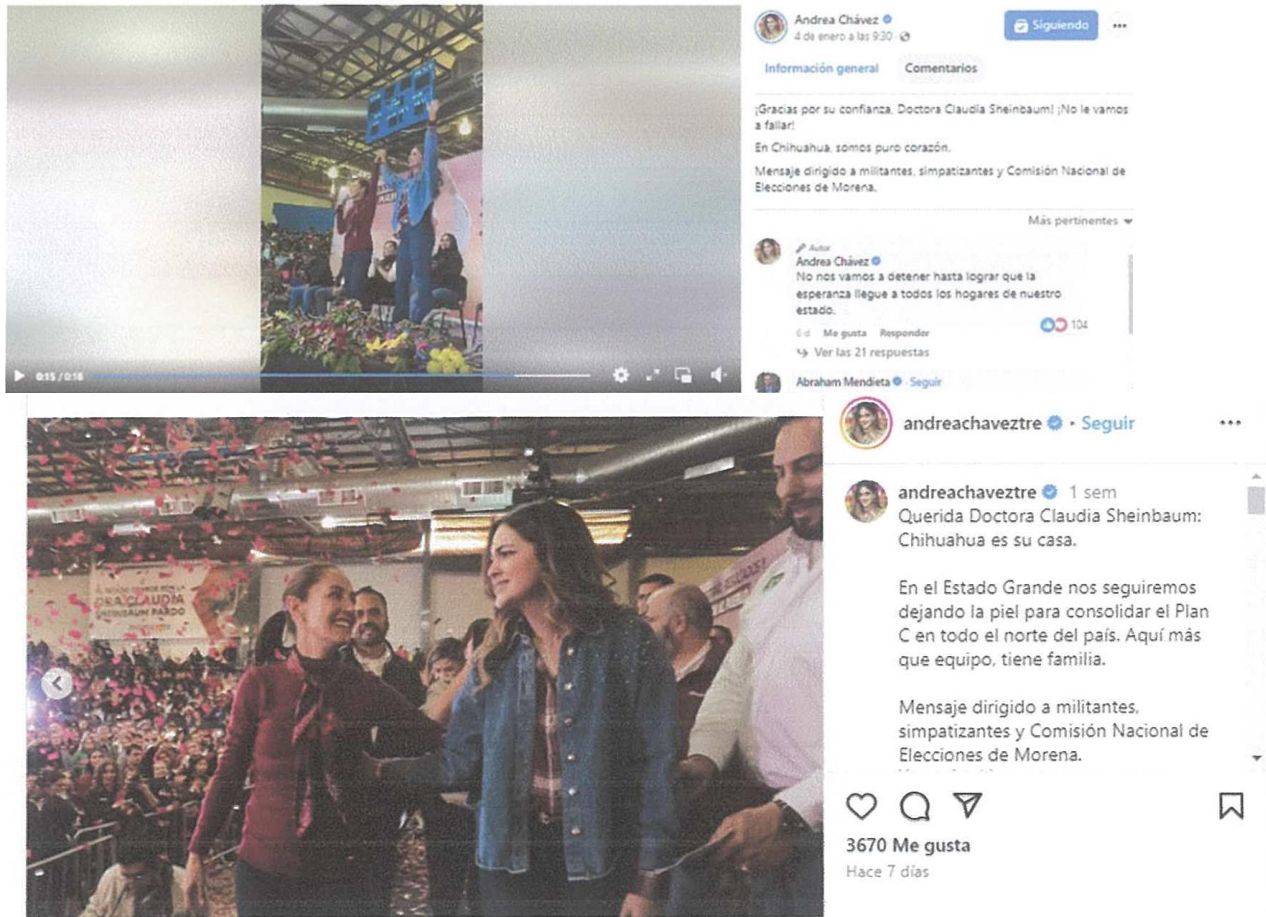 Andrea Chávez
4 de enero a las 9:30
Siguiendo
Información general
Comentarios
¡Gracias por su confianza, Doctora Claudia Sheinbaum! ¡No le vamos
a fallar!
En Chihuahua, somos puro corazón.
Mensaje dirigido a militantes, simpatizantes y Comisión Nacional de
Elecciones de Morena.
Más pertinentes
Autor
Andrea Chávez
No nos vamos a detener hasta lograr que la
esperanza llegue a todos los hogares de nuestro
estado.
6 d Me gusta Responder
104
Ver las 21 respuestas
Abraham Mendieta · Seguir
0:15 / 0:18
andreachaveztre · Seguir
andreachaveztre 1 sem
Querida Doctora Claudia Sheinbaum:
Chihuahua es su casa.
En el Estado Grande nos seguiremos
dejando la piel para consolidar el Plan
C en todo el norte del país. Aquí más
que equipo, tiene familia.
Mensaje dirigido a militantes,
simpatizantes y Comisión Nacional de
Elecciones de Morena.
3670 Me gusta
Hace 7 días
DRA. CLAUDIA
SHEINBAUM PARDO